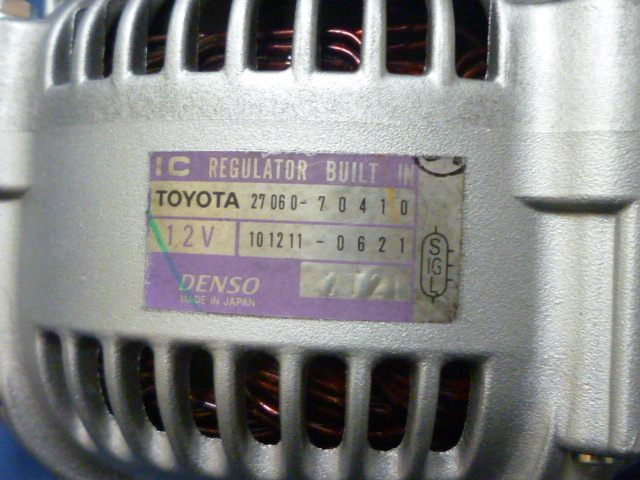 IC REGULATOR BUILT IN
TOYOTA 27060-70410
12V 101211-0621
DENSO
MADE IN JAPAN
S
IG
L